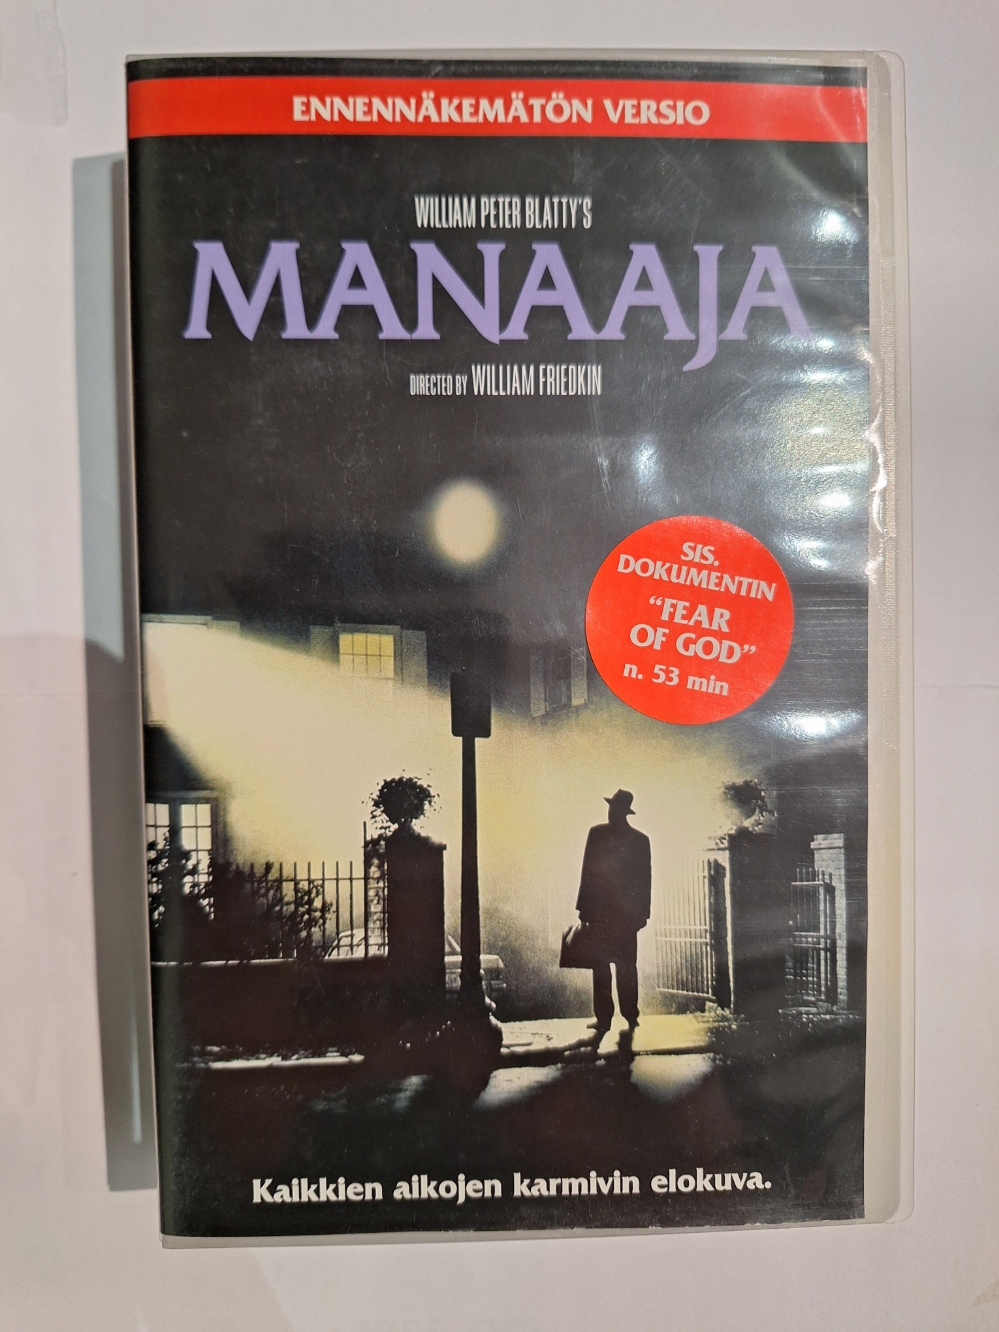 ENNENNÄKEMÄTÖN VERSIO
WILLIAM PETER BLATTY'S
MANAAJA
DIRECTED BY WILLIAM FRIEDKIN
SIS.
DOKUMENTIN
“FEAR
OF GOD”
n. 53 min
Kaikkien aikojen karmivin elokuva.